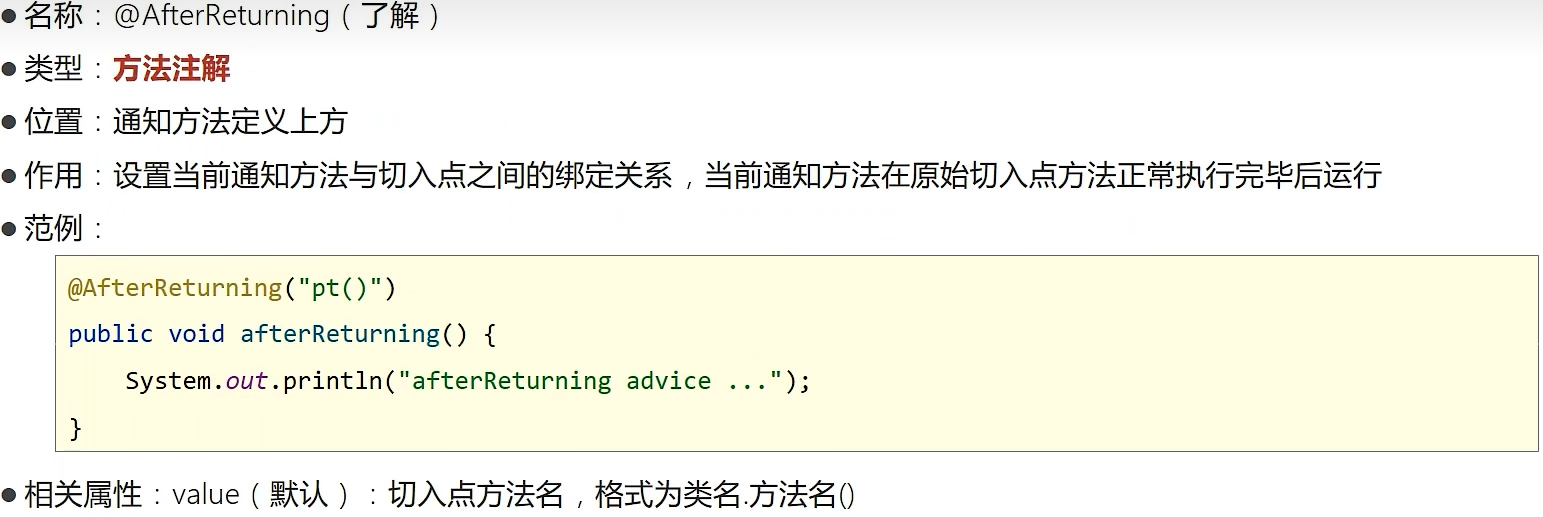 ● 名称：@AfterReturning（了解）
● 类型：方法注解
● 位置：通知方法定义上方
● 作用：设置当前通知方法与切入点之间的绑定关系，当前通知方法在原始切入点方法正常执行完毕后运行
● 范例：
@AfterReturning("pt()")
public void afterReturning() {
    System.out.println("afterReturning advice ...");
}
● 相关属性：value（默认）：切入点方法名，格式为类名.方法名()